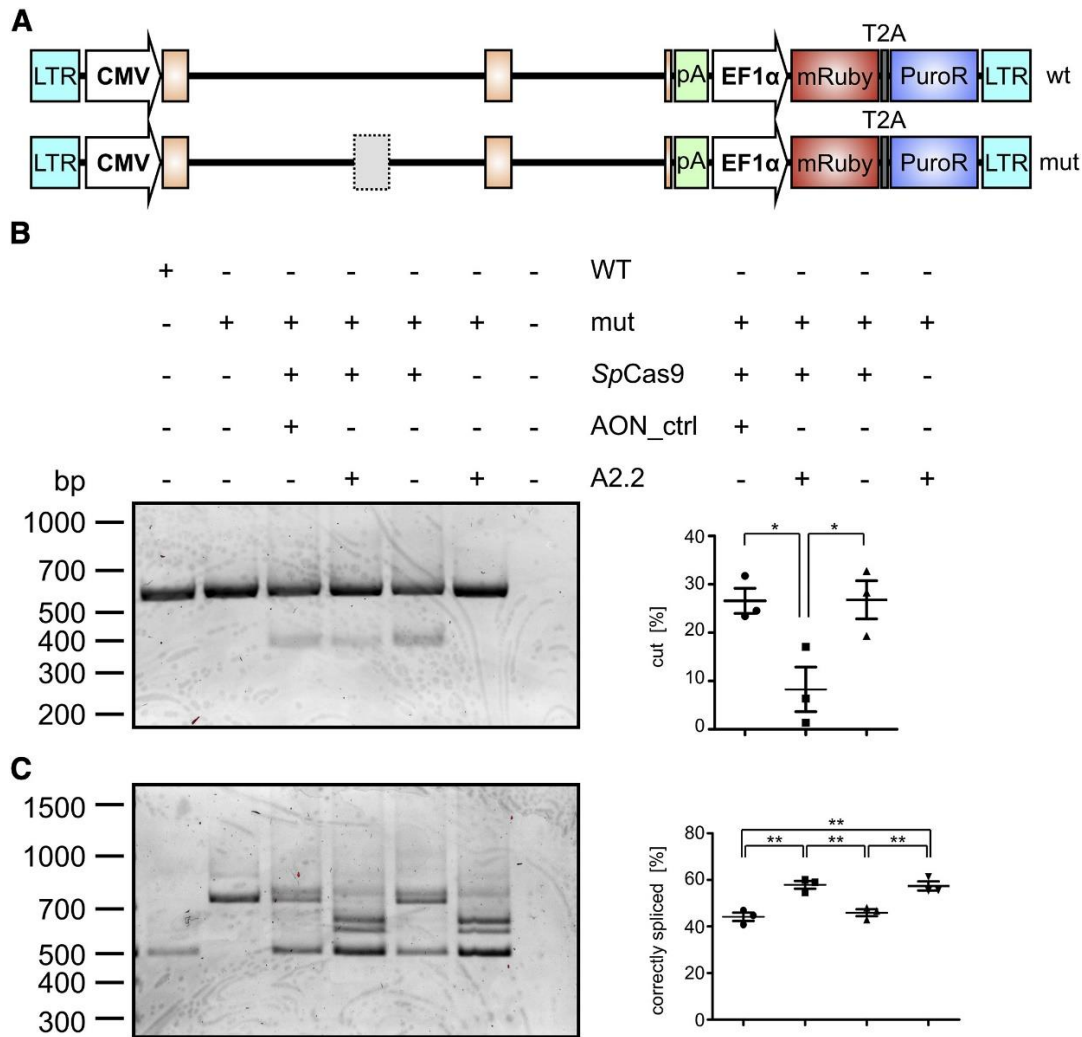 A
T2A
LTR CMV pA EF1α mRuby PuroR LTR wt
T2A
LTR CMV pA EF1α mRuby PuroR LTR mut
B
+ - - - - - - WT - - - -
- + + + + + - mut + + + +
- - + + + - - SpCas9 + + + -
- - + - - - - AON_ctrl + - - -
bp - - - + - + - A2.2 - + - +
1000
700
500
400
300
200
* *
40
30
20
10
0
cut [%]
C
1500
1000
700
500
400
300
**
** ** **
80
60
40
20
0
correctly spliced [%]